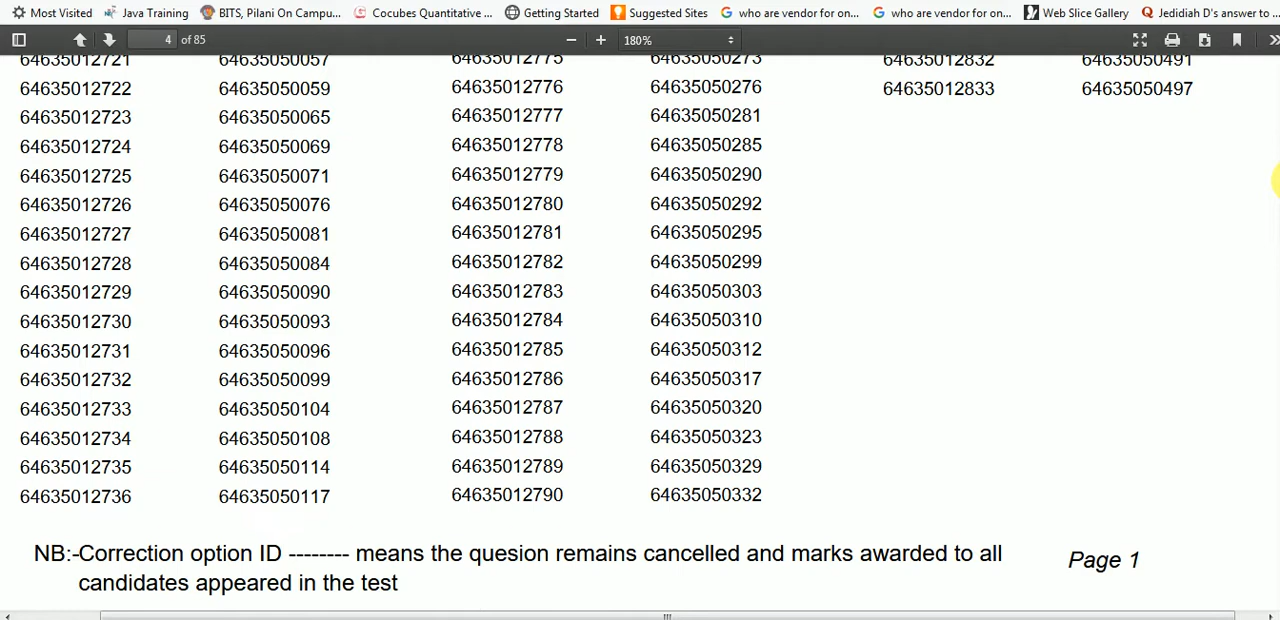 Most Visited Java Training BITS, Pilani On Campu... Cocubes Quantitative ... Getting Started Suggested Sites who are vendor for on... who are vendor for on... Web Slice Gallery Jedidiah D's answer to ...
4 of 85 180%
64635012721 64635050057 64635012775 64635050273 64635012832 64635050491
64635012722 64635050059 64635012776 64635050276 64635012833 64635050497
64635012723 64635050065 64635012777 64635050281
64635012724 64635050069 64635012778 64635050285
64635012725 64635050071 64635012779 64635050290
64635012726 64635050076 64635012780 64635050292
64635012727 64635050081 64635012781 64635050295
64635012728 64635050084 64635012782 64635050299
64635012729 64635050090 64635012783 64635050303
64635012730 64635050093 64635012784 64635050310
64635012731 64635050096 64635012785 64635050312
64635012732 64635050099 64635012786 64635050317
64635012733 64635050104 64635012787 64635050320
64635012734 64635050108 64635012788 64635050323
64635012735 64635050114 64635012789 64635050329
64635012736 64635050117 64635012790 64635050332
NB:-Correction option ID -------- means the quesion remains cancelled and marks awarded to all
candidates appeared in the test
Page 1